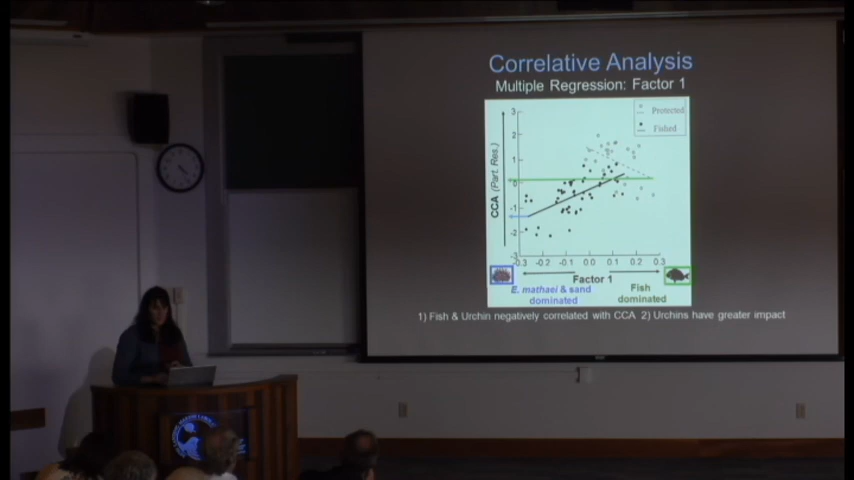 Correlative Analysis
Multiple Regression: Factor 1
Protected
Fished
CCA (Part. Res.)
3
2
1
0
-1
-2
-3
-0.3 -0.2 -0.1 0.0 0.1 0.2 0.3
Factor 1
E. mathaei & sand dominated
Fish dominated
1) Fish & Urchin negatively correlated with CCA 2) Urchins have greater impact